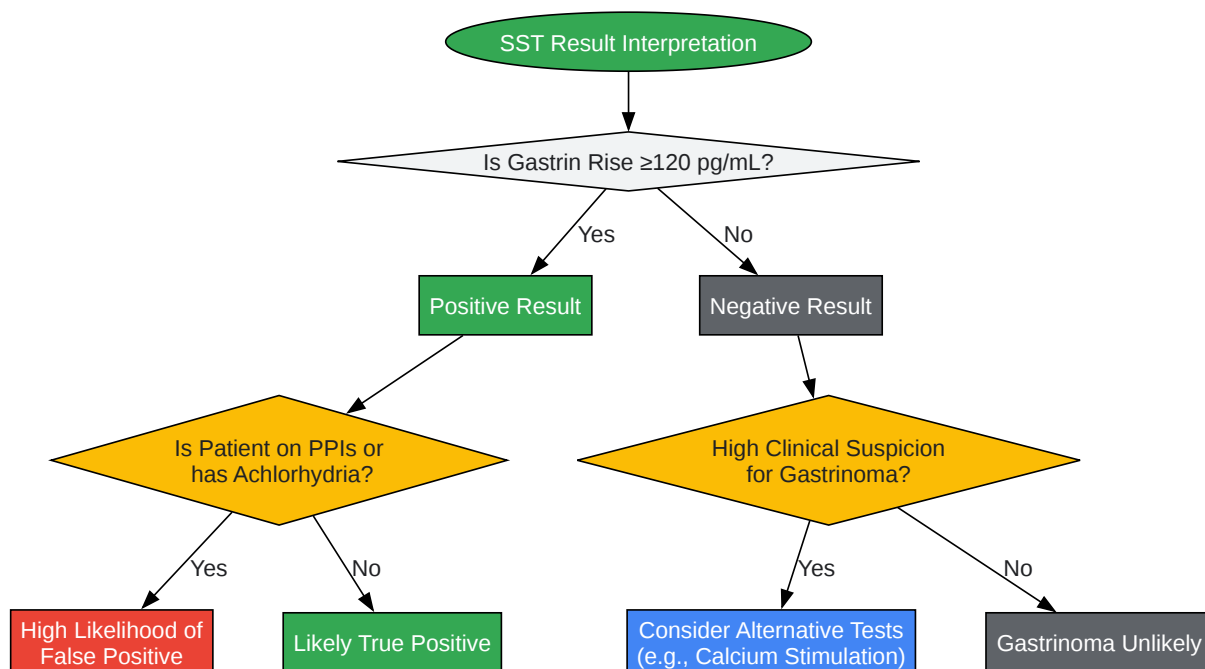 SST Result Interpretation
Is Gastrin Rise ≥120 pg/mL?
Yes
No
Positive Result
Negative Result
Is Patient on PPIs or
has Achlorhydria?
High Clinical Suspicion
for Gastrinoma?
Yes
No
Yes
No
High Likelihood of
False Positive
Likely True Positive
Consider Alternative Tests
(e.g., Calcium Stimulation)
Gastrinoma Unlikely